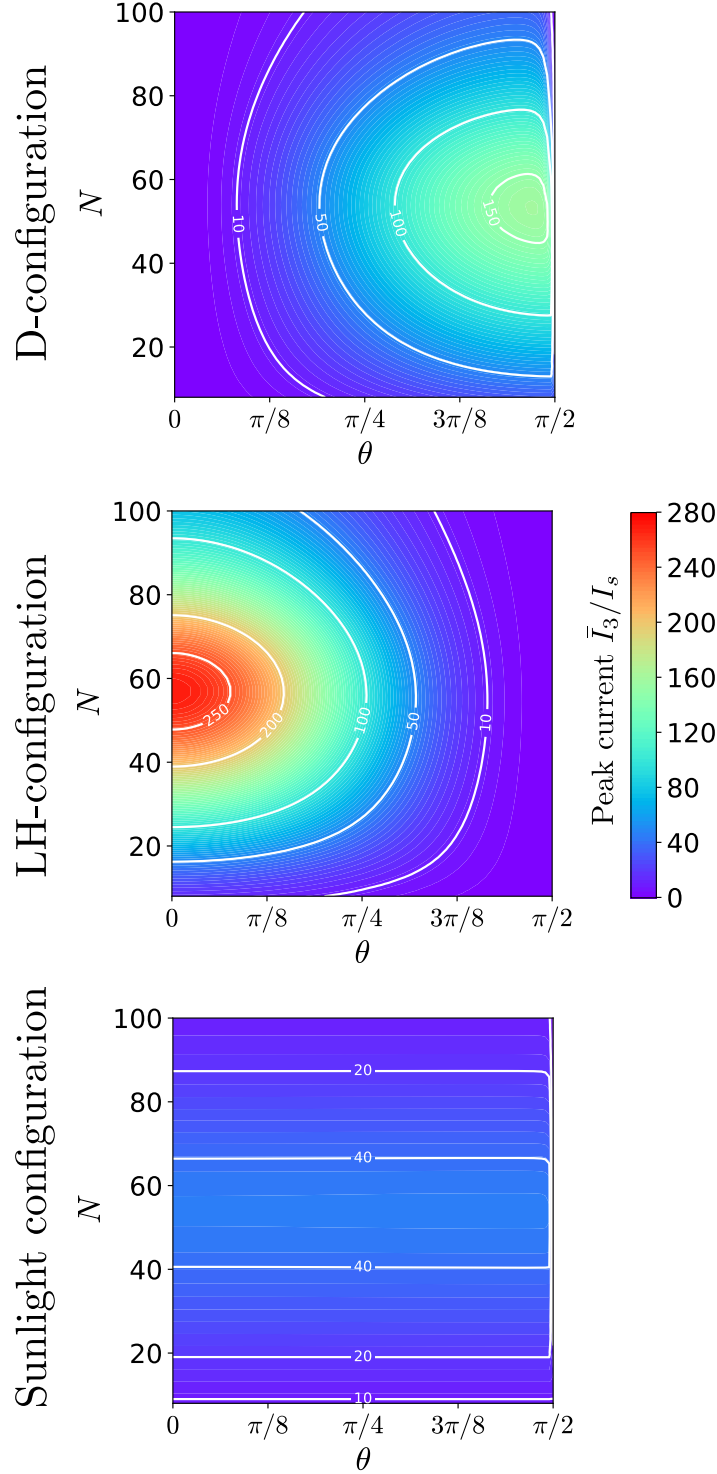 D-configuration
N
100
80
60
40
20
10
50
100
150
0
π/8
π/4
3π/8
π/2
θ
LH-configuration
N
100
80
60
40
20
250
200
100
50
10
0
π/8
π/4
3π/8
π/2
θ
Peak current Ī₃/Iₛ
280
240
200
160
120
80
40
0
Sunlight configuration
N
100
80
60
40
20
20
40
40
20
10
0
π/8
π/4
3π/8
π/2
θ